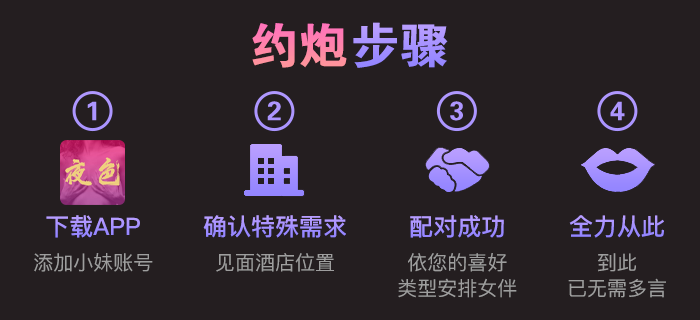 约炮步骤
1
2
3
4
夜色
下载APP
确认特殊需求
配对成功
全力从此
添加小妹账号
见面酒店位置
依您的喜好
类型安排女伴
到此
已无需多言